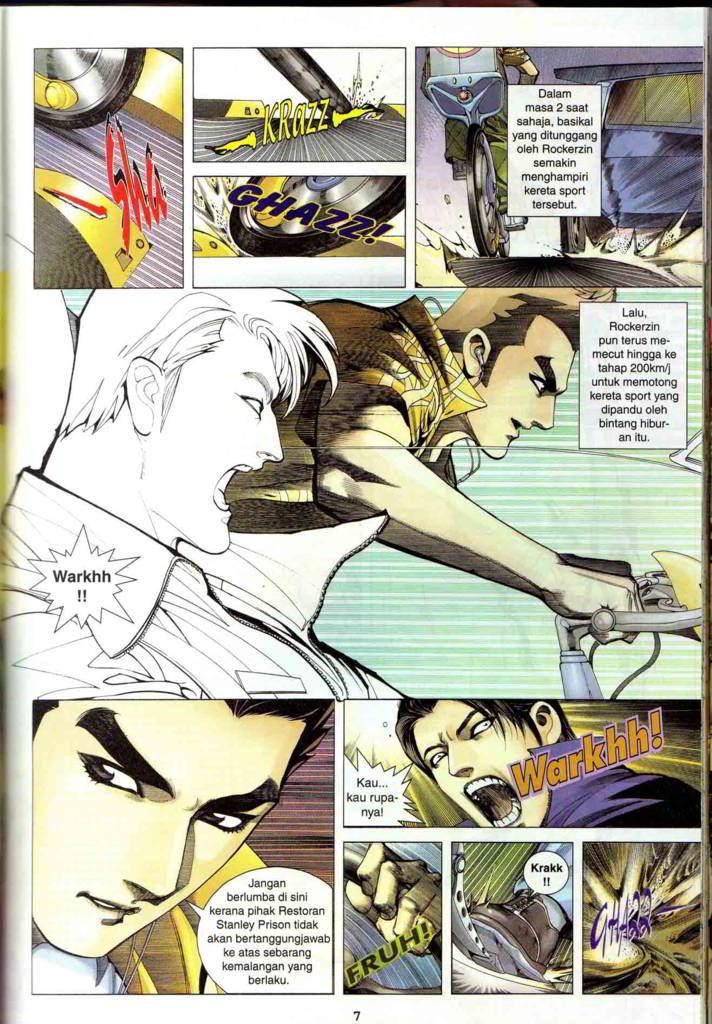 Sha
KRazz
GHAZZ!
Dalam
masa 2 saat
sahaja, basikal
yang ditunggang
oleh Rockerzin
semakin
menghampiri
kereta sport
tersebut.
Lalu,
Rockerzin
pun terus me-
mecut hingga ke
tahap 200km/j
untuk memotong
kereta sport yang
dipandu oleh
bintang hibur-
an itu.
Warkhh
!!
Kau...
kau rupa-
nya!
Warkhh!
Jangan
berlumba di sini
kerana pihak Restoran
Stanley Prison tidak
akan bertanggungjawab
ke atas sebarang
kemalangan yang
berlaku.
FRUH!
Krakk
!!
7